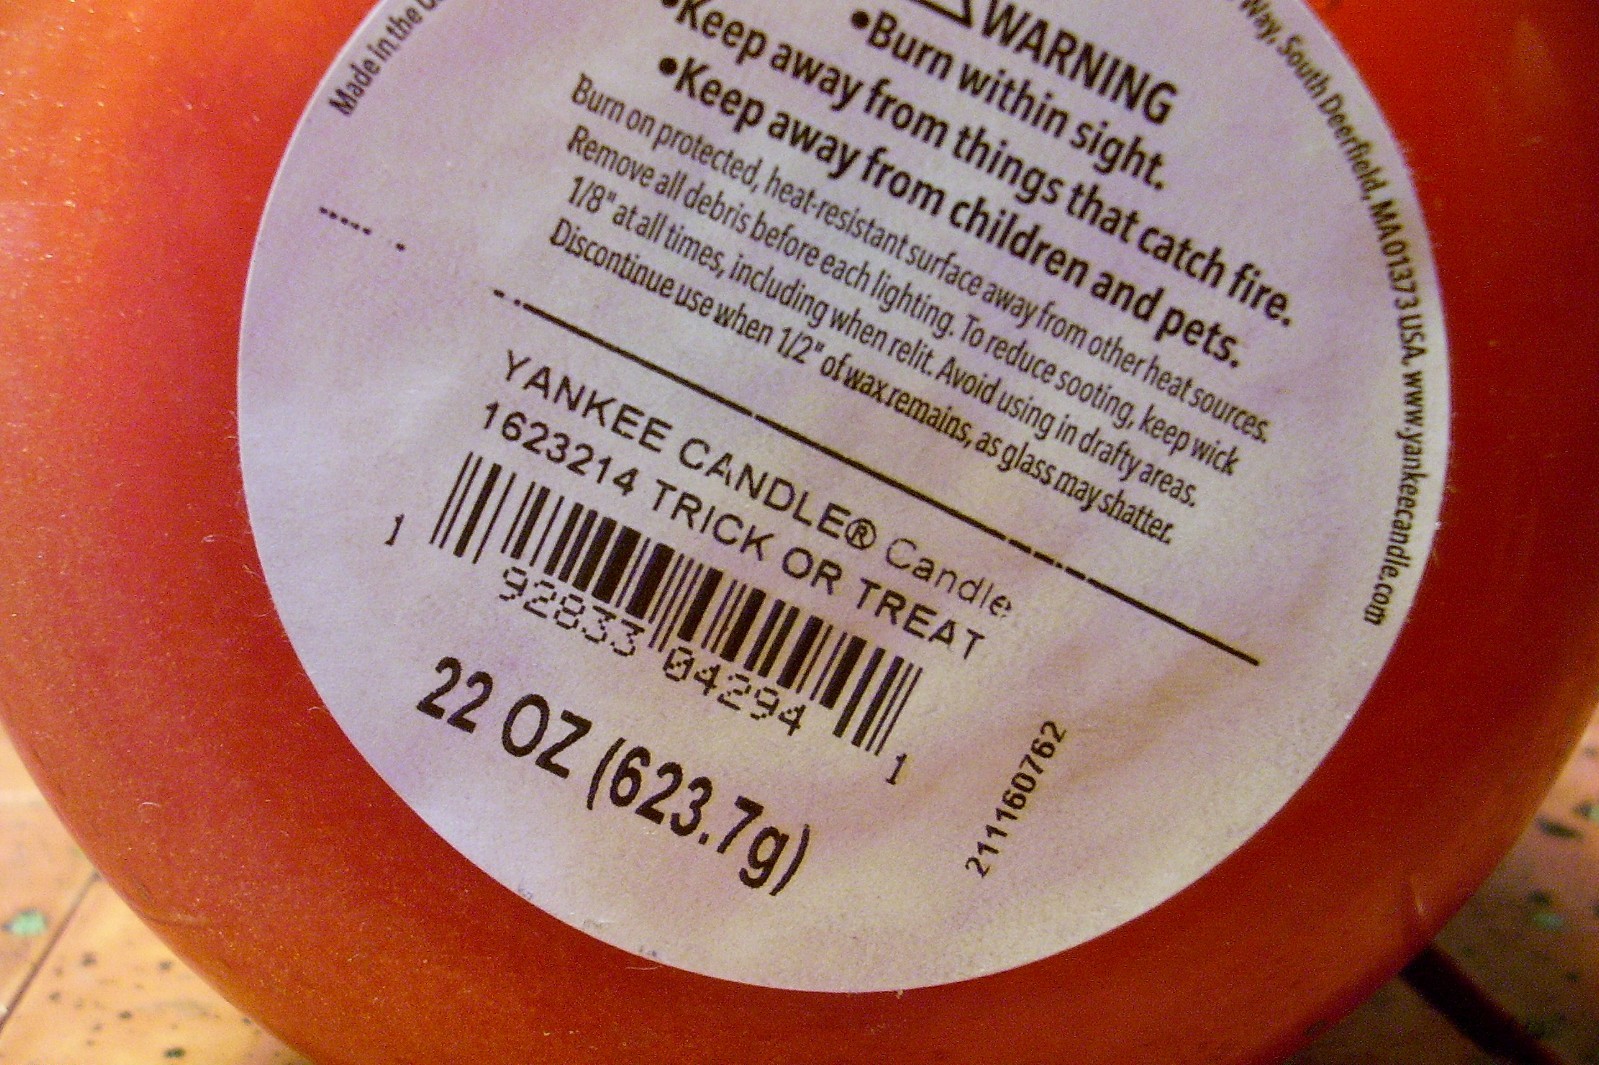 WARNING
•Burn within sight.
•Keep away from things that catch fire.
•Keep away from children and pets.
Burn on protected, heat-resistant surface away from other heat sources.
Remove all debris before each lighting. To reduce sooting, keep wick
1/8" at all times, including when relit. Avoid using in drafty areas.
Discontinue use when 1/2" of wax remains, as glass may shatter.
YANKEE CANDLE® Candle
1623214 TRICK OR TREAT
1 92833 04294 1
22 OZ (623.7g)
211160762
Made in the
Way, South Deerfield, MA 01373 USA. www.yankeecandle.com